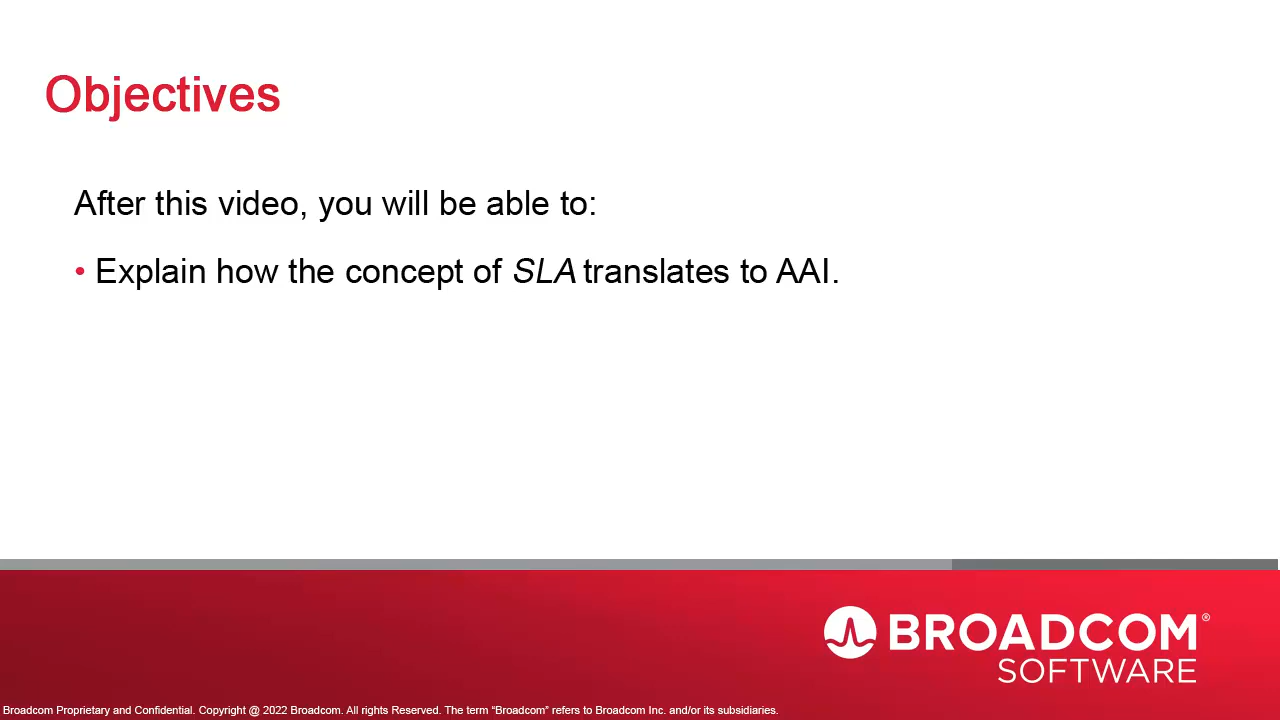 Objectives
After this video, you will be able to:
• Explain how the concept of SLA translates to AAI.
BROADCOM®
SOFTWARE
Broadcom Proprietary and Confidential. Copyright @ 2022 Broadcom. All rights Reserved. The term “Broadcom” refers to Broadcom Inc. and/or its subsidiaries.